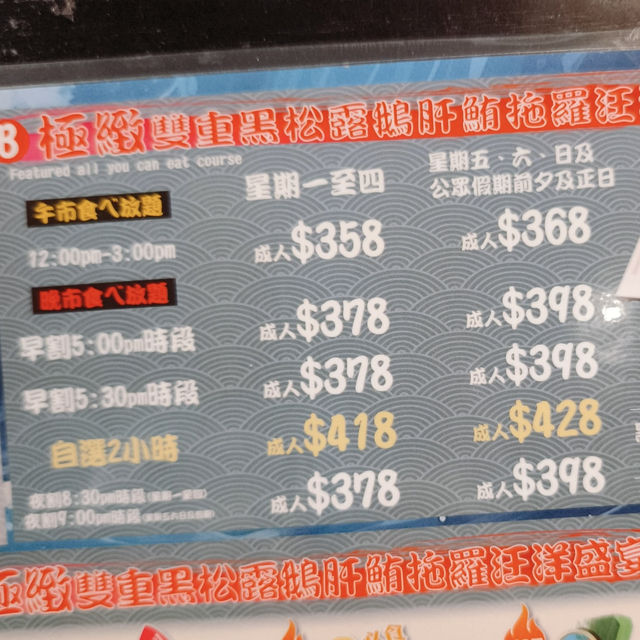 8 極緻雙車黑松露鵝肝鮪拖羅汪
Featured all you can eat course
星期一至四
星期五、六、日及
公眾假期前夕及正日
午市食べ放題
12:00pm-3:00pm
成人$358
成人$368
晚市食べ放題
早割5:00pm時段
成人$378
成人$398
早割5:30pm時段
成人$378
成人$398
自選2小時
成人$418
成人$428
夜割8:30pm時段
夜割9:00pm時段
成人$378
成人$398
極緻雙車黑松露鵝肝鮪拖羅汪洋盛宴